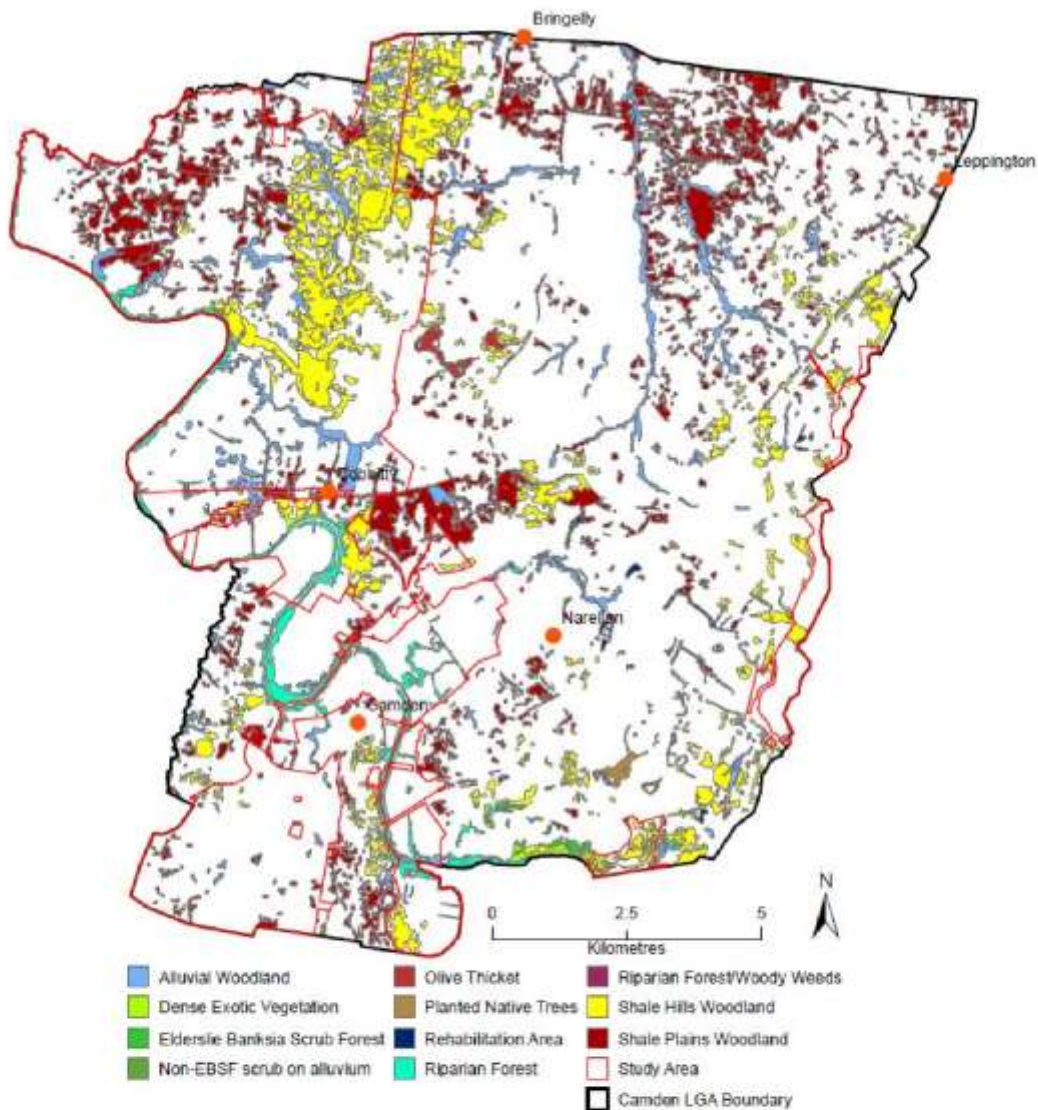 Bringelly
Leppington
Cobbitty
Narellan
Camden
N
0 2.5 5
Kilometres
Alluvial Woodland
Dense Exotic Vegetation
Elderslie Banksia Scrub Forest
Non-EBSF scrub on alluvium
Olive Thicket
Planted Native Trees
Rehabilitation Area
Riparian Forest
Riparian Forest/Woody Weeds
Shale Hills Woodland
Shale Plains Woodland
Study Area
Camden LGA Boundary